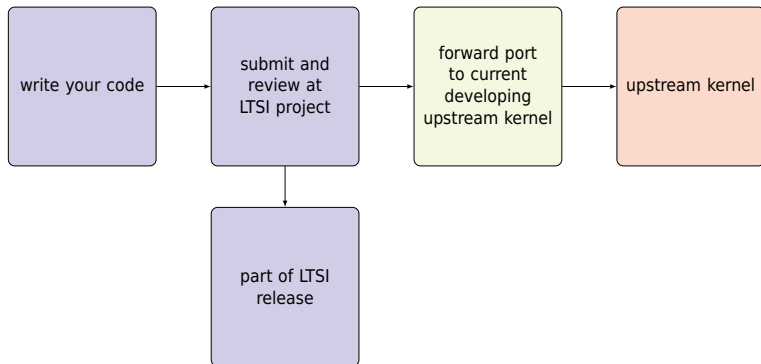 write your code
submit and
review at
LTSI project
forward port
to current
developing
upstream kernel
upstream kernel
part of LTSI
release